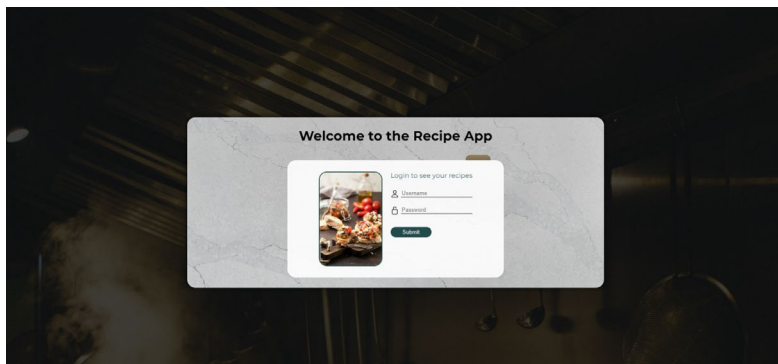 Welcome to the Recipe App
Login to see your recipes
Username
Password
Submit